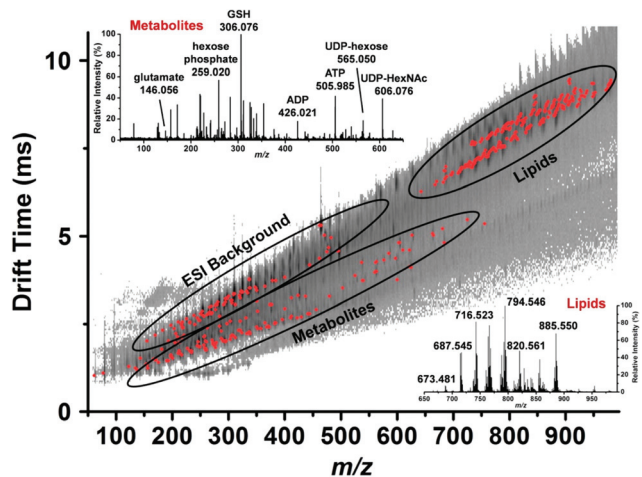 Metabolites
GSH
306.076
hexose
phosphate
259.020
glutamate
146.056
UDP-hexose
565.050
ATP
505.985
UDP-HexNAc
606.076
ADP
426.021
Relative Intensity (%)
100
80
60
40
20
0
100 200 300 400 500 600
m/z
Drift Time (ms)
10
5
0
ESI Background
Metabolites
Lipids
Lipids
794.546
716.523
885.550
687.545
820.561
673.481
Relative Intensity (%)
100
80
60
40
20
0
650 700 750 800 850 900 950
m/z
100 200 300 400 500 600 700 800 900
m/z